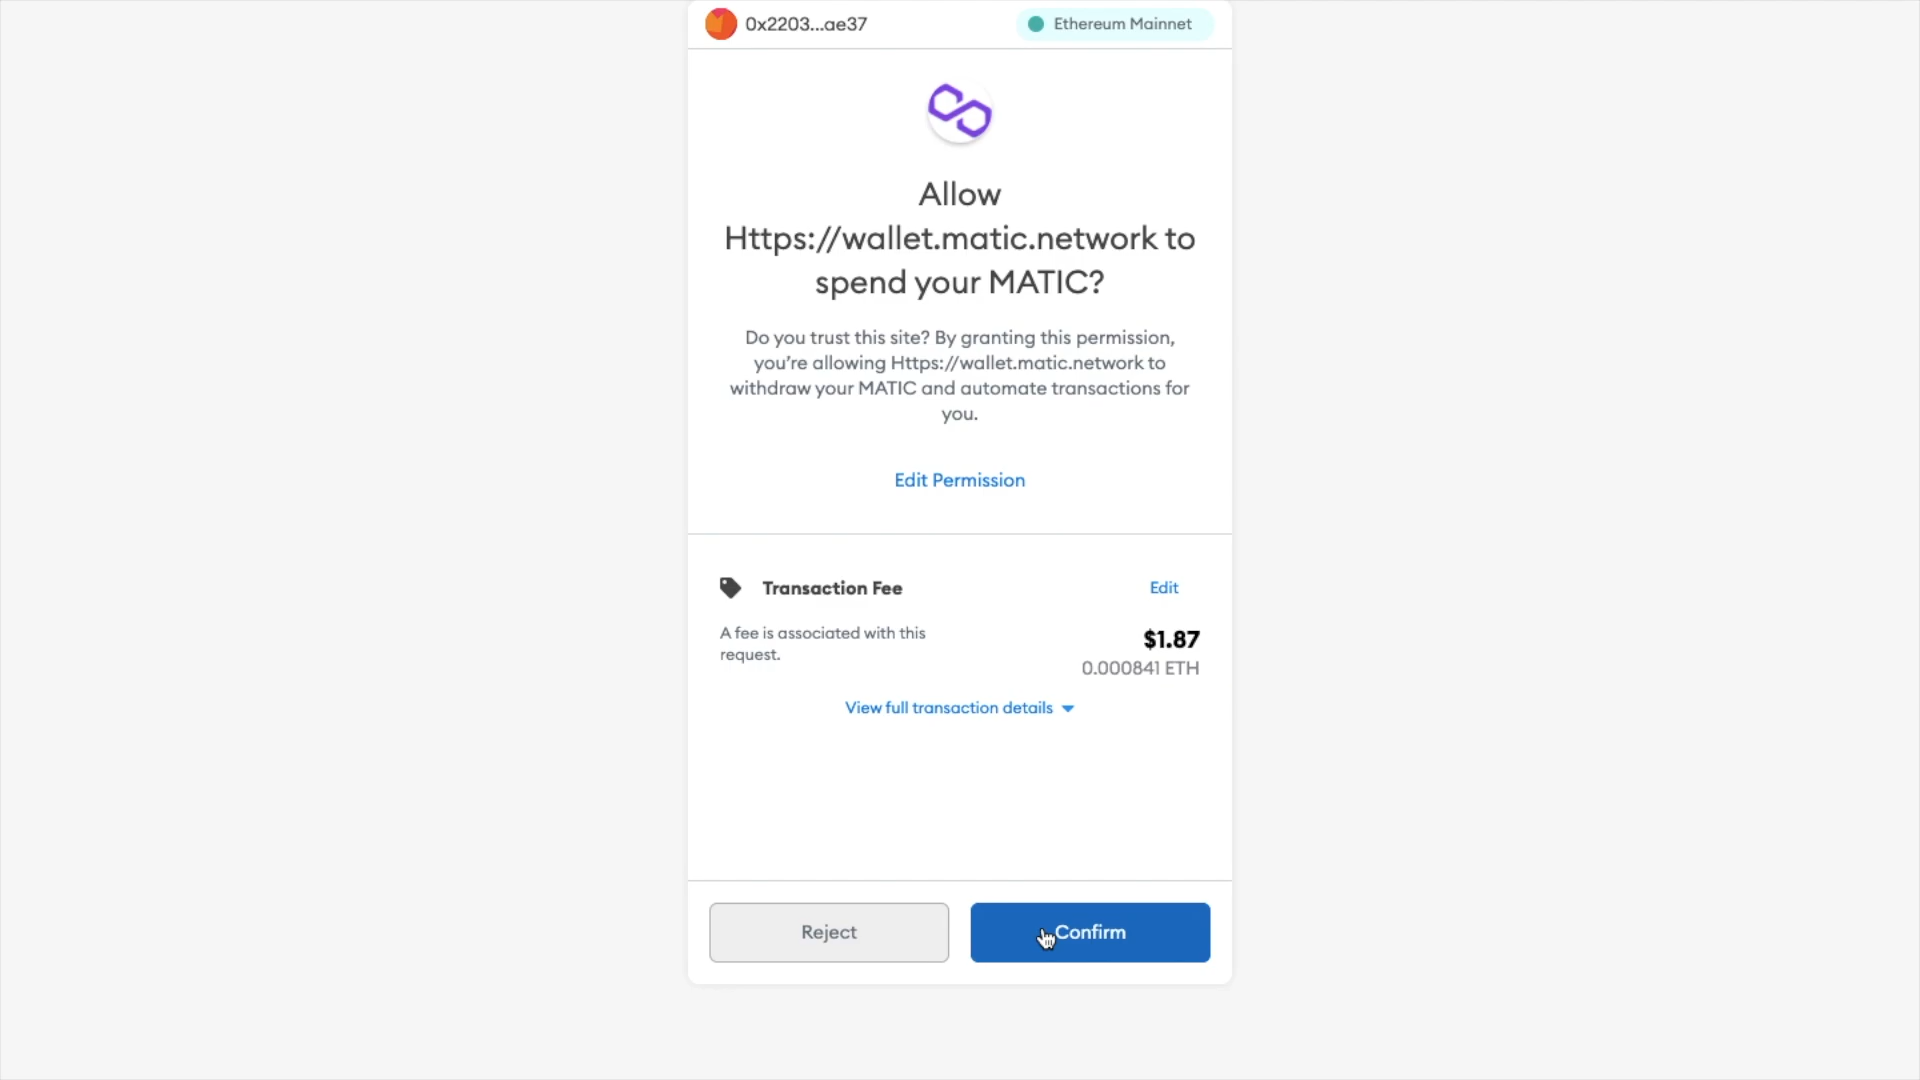 0x2203...ae37
Ethereum Mainnet
Allow
Https://wallet.matic.network to
spend your MATIC?
Do you trust this site? By granting this permission,
you're allowing Https://wallet.matic.network to
withdraw your MATIC and automate transactions for
you.
Edit Permission
Transaction Fee
Edit
A fee is associated with this
request.
$1.87
0.000841 ETH
View full transaction details
Reject
Confirm